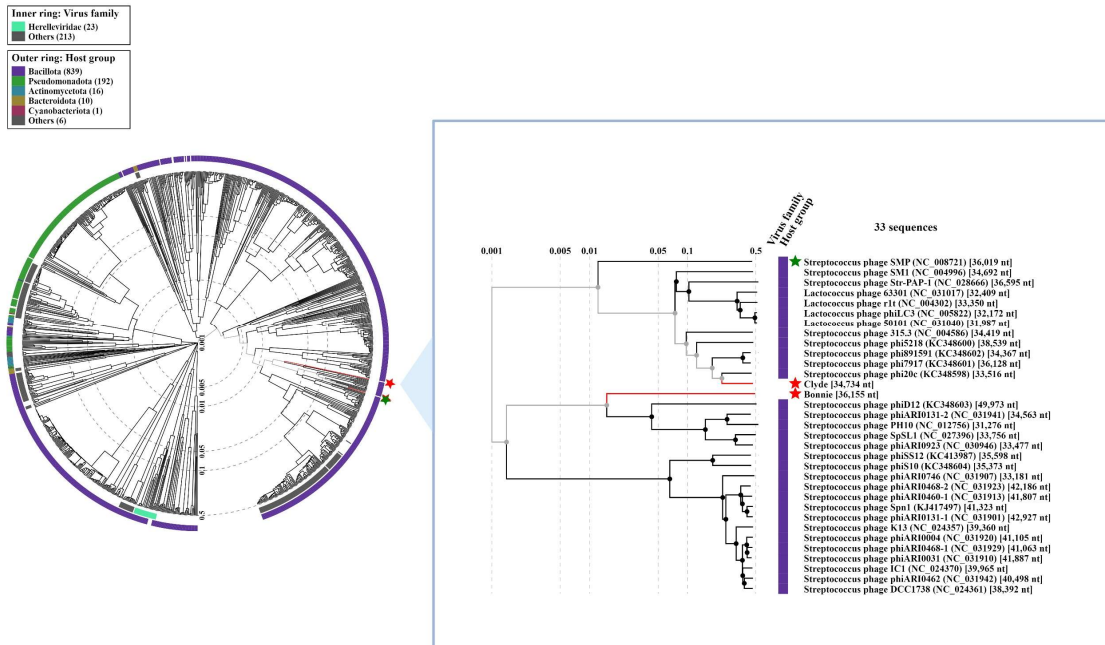 Inner ring: Virus family
Herelleviridae (23)
Others (213)
Outer ring: Host group
Bacillota (839)
Pseudomonadota (192)
Actinomycetota (16)
Bacteroidota (10)
Cyanobacteriota (1)
Others (6)
0.001
0.005
0.01
0.05
0.1
0.5
Virus family
Host group
33 sequences
0.001 0.005 0.01 0.05 0.1 0.5
Streptococcus phage SMP (NC_008721) [36,019 nt]
Streptococcus phage SM1 (NC_004996) [34,692 nt]
Streptococcus phage Str-PAP-1 (NC_028666) [36,595 nt]
Lactococcus phage 63301 (NC_031017) [32,409 nt]
Lactococcus phage r1t (NC_004302) [33,350 nt]
Lactococcus phage phiLC3 (NC_005822) [32,172 nt]
Lactococcus phage 50101 (NC_031040) [31,987 nt]
Streptococcus phage 315.3 (NC_004586) [34,419 nt]
Streptococcus phage phi5218 (KC348600) [38,539 nt]
Streptococcus phage phi891591 (KC348602) [34,367 nt]
Streptococcus phage phi7917 (KC348601) [36,128 nt]
Streptococcus phage phi20c (KC348598) [33,516 nt]
Clyde [34,734 nt]
Bonnie [36,155 nt]
Streptococcus phage phiD12 (KC348603) [49,973 nt]
Streptococcus phage phiARI0131-2 (NC_031941) [34,563 nt]
Streptococcus phage PH10 (NC_012756) [31,276 nt]
Streptococcus phage SpSL1 (NC_027396) [33,756 nt]
Streptococcus phage phiARI0923 (NC_030946) [33,477 nt]
Streptococcus phage phiSS12 (KC413987) [35,598 nt]
Streptococcus phage phiS10 (KC348604) [35,373 nt]
Streptococcus phage phiARI0746 (NC_031907) [33,181 nt]
Streptococcus phage phiARI0468-2 (NC_031923) [42,186 nt]
Streptococcus phage phiARI0460-1 (NC_031913) [41,807 nt]
Streptococcus phage Spn1 (KJ417497) [41,323 nt]
Streptococcus phage phiARI0131-1 (NC_031901) [42,927 nt]
Streptococcus phage K13 (NC_024357) [39,360 nt]
Streptococcus phage phiARI0004 (NC_031920) [41,105 nt]
Streptococcus phage phiARI0468-1 (NC_031929) [41,063 nt]
Streptococcus phage phiARI0031 (NC_031910) [41,887 nt]
Streptococcus phage IC1 (NC_024370) [39,965 nt]
Streptococcus phage phiARI0462 (NC_031942) [40,498 nt]
Streptococcus phage DCC1738 (NC_024361) [38,392 nt]